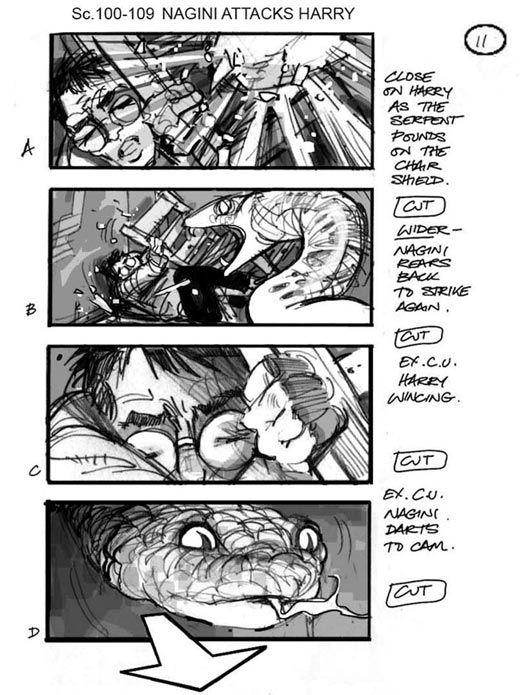 Sc.100-109 NAGINI ATTACKS HARRY
11
A
CLOSE
ON HARRY
AS THE
SERPENT
POUNDS
ON THE
CHAIR
SHIELD.
CUT
B
WIDER-
NAGINI
REARS
BACK
TO STRIKE
AGAIN.
CUT
C
EX.C.U.
HARRY
WINCING.
CUT
D
EX.C.U.
NAGINI.
DARTS
TO CAM.
CUT